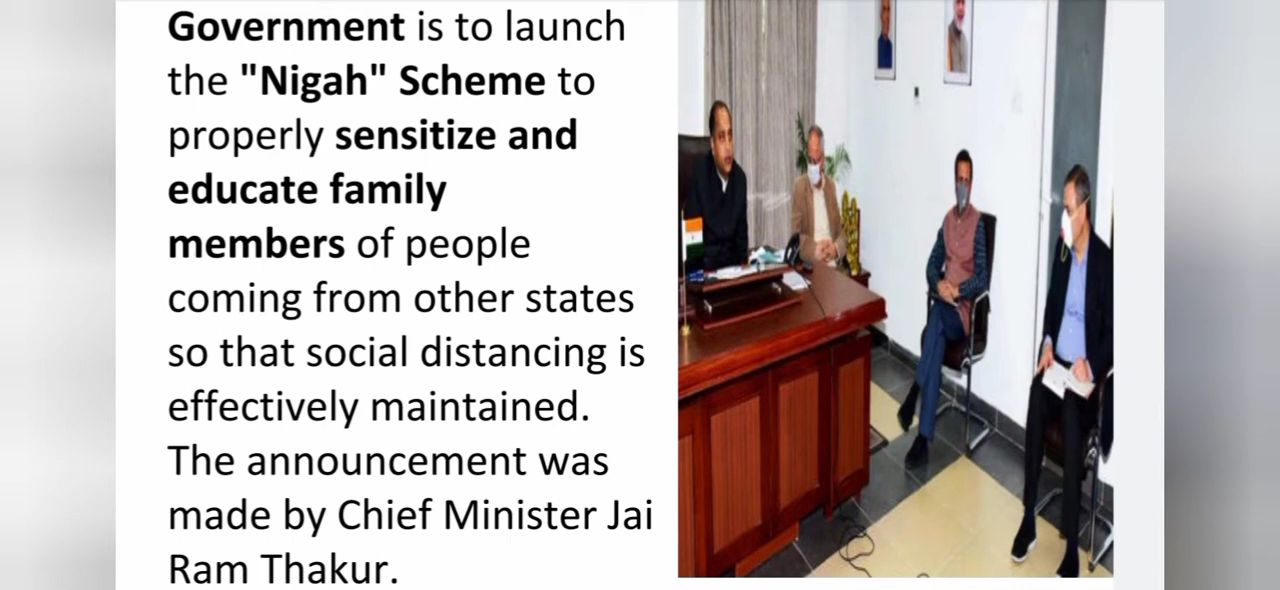 Government is to launch
the "Nigah" Scheme to
properly sensitize and
educate family
members of people
coming from other states
so that social distancing is
effectively maintained.
The announcement was
made by Chief Minister Jai
Ram Thakur.